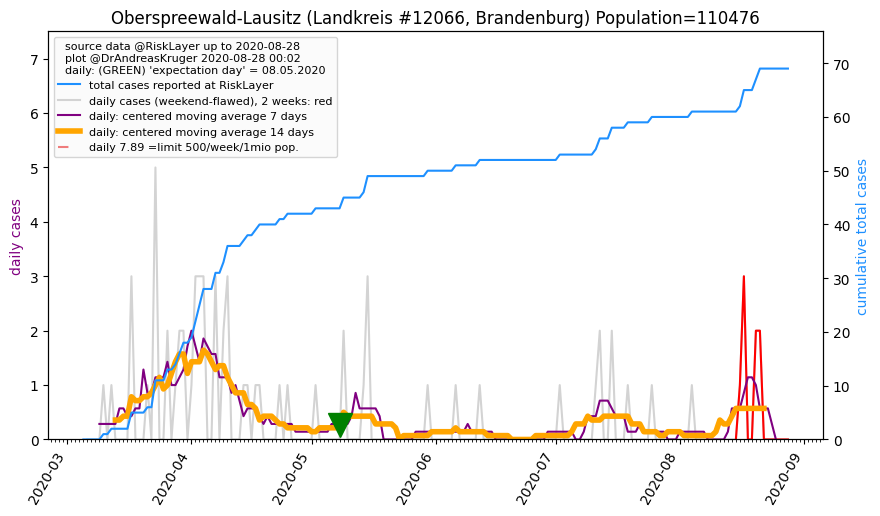 Oberspreewald-Lausitz (Landkreis #12066, Brandenburg) Population=110476
source data @RiskLayer up to 2020-08-28
plot @DrAndreasKruger 2020-08-28 00:02
daily: (GREEN) 'expectation day' = 08.05.2020
total cases reported at RiskLayer
daily cases (weekend-flawed), 2 weeks: red
daily: centered moving average 7 days
daily: centered moving average 14 days
daily 7.89 =limit 500/week/1mio pop.
daily cases
7
6
5
4
3
2
1
0
cumulative total cases
70
60
50
40
30
20
10
0
2020-03
2020-04
2020-05
2020-06
2020-07
2020-08
2020-09